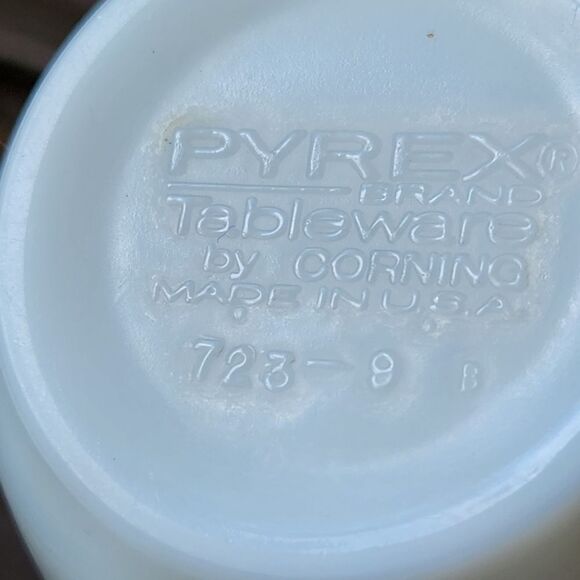 PYREX®
BRAND
Tableware
by CORNING
MADE IN U.S.A.
723-9 B